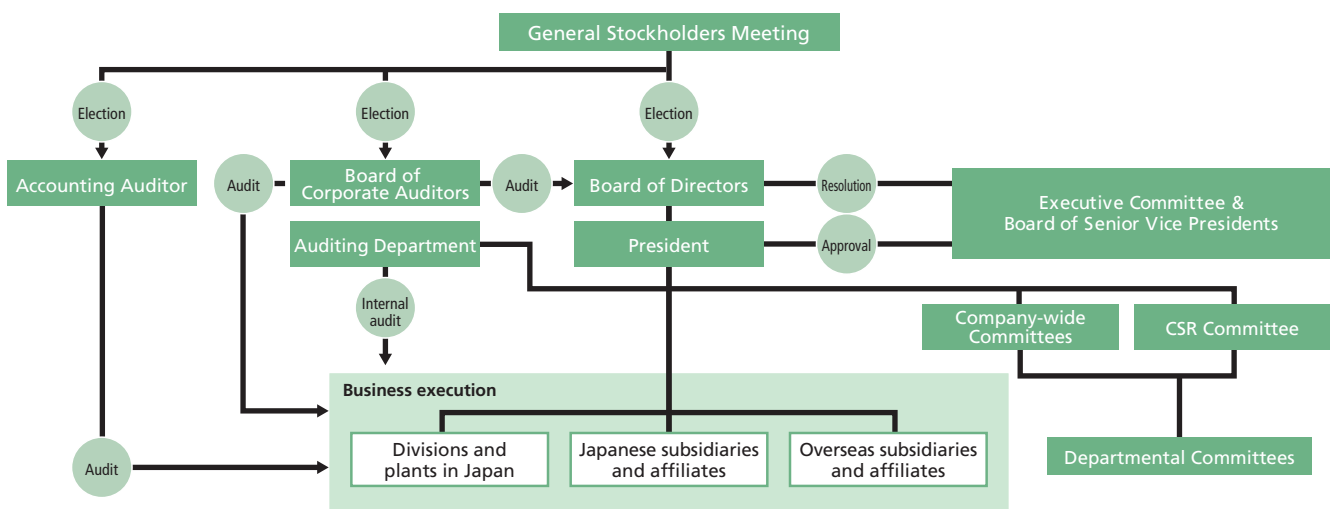 General Stockholders Meeting
Election
Election
Election
Accounting Auditor
Audit
Board of
Corporate Auditors
Audit
Board of Directors
Resolution
Executive Committee &
Board of Senior Vice Presidents
Auditing Department
President
Approval
Internal
audit
Company-wide
Committees
CSR Committee
Business execution
Divisions and
plants in Japan
Japanese subsidiaries
and affiliates
Overseas subsidiaries
and affiliates
Audit
Departmental Committees